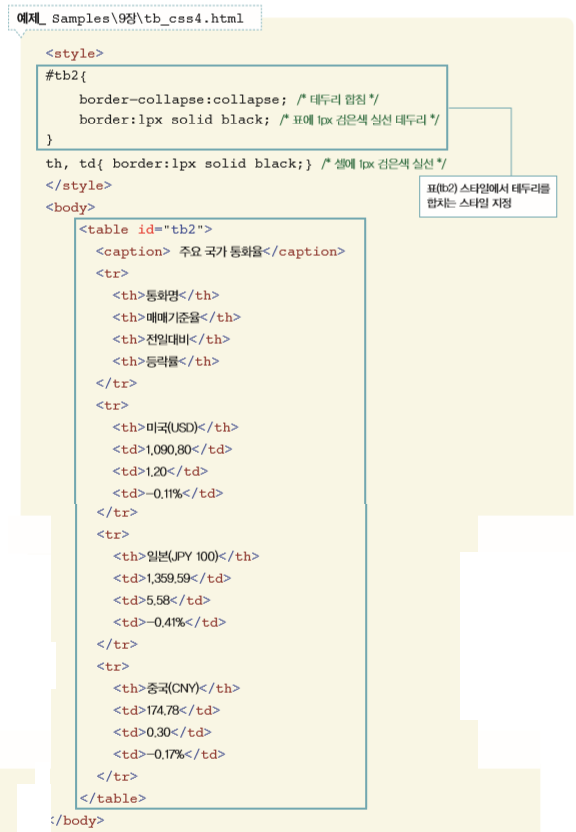 예제_ Samples\9장\tb_css4.html
<style>
#tb2{
border-collapse:collapse; /* 테두리 합침 */
border:1px solid black; /* 표에 1px 검은색 실선 테두리 */
}
th, td{ border:1px solid black;} /* 셀에 1px 검은색 실선 */
</style>
표(tb2) 스타일에서 테두리를
합치는 스타일 지정
<body>
<table id="tb2">
<caption> 주요 국가 통화율</caption>
<tr>
<th>통화명</th>
<th>매매기준율</th>
<th>전일대비</th>
<th>등락률</th>
</tr>
<tr>
<th>미국(USD)</th>
<td>1,090.80</td>
<td>1.20</td>
<td>-0.11%</td>
</tr>
<tr>
<th>일본(JPY 100)</th>
<td>1,359.59</td>
<td>5.58</td>
<td>-0.41%</td>
</tr>
<tr>
<th>중국(CNY)</th>
<td>174.78</td>
<td>0.30</td>
<td>-0.17%</td>
</tr>
</table>
</body>